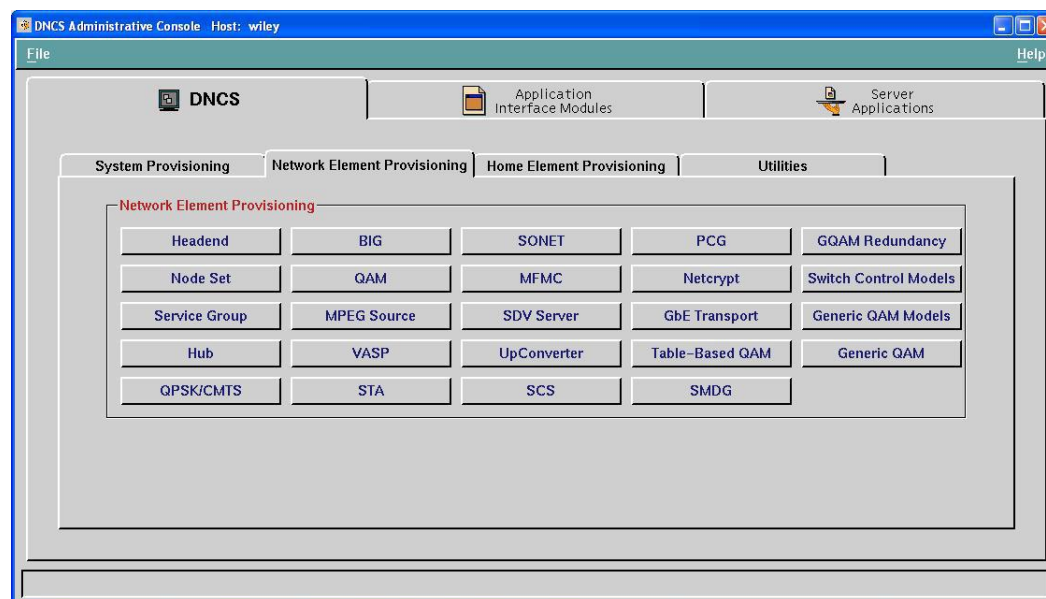 DNCS Administrative Console Host: wiley
File Help
DNCS
Application
Interface Modules
Server
Applications
System Provisioning Network Element Provisioning Home Element Provisioning Utilities
Network Element Provisioning
Headend BIG SONET PCG GQAM Redundancy
Node Set QAM MFMC Netcrypt Switch Control Models
Service Group MPEG Source SDV Server GbE Transport Generic QAM Models
Hub VASP UpConverter Table-Based QAM Generic QAM
QPSK/CMTS STA SCS SMDG